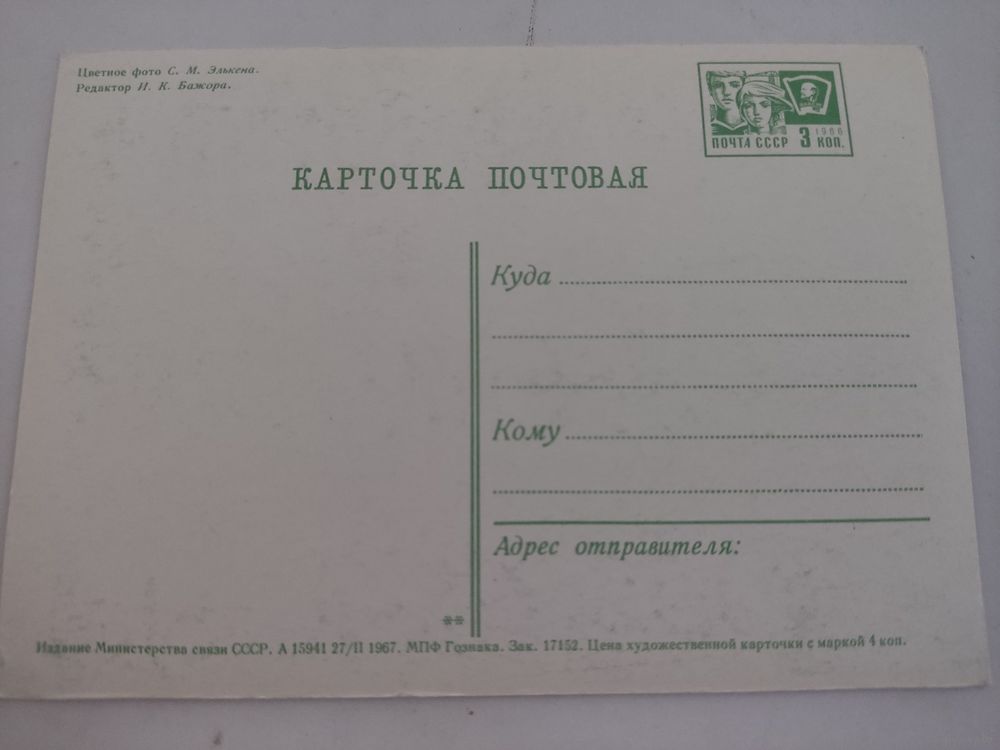 Цветное фото С. М. Элькена.
Редактор И. К. Бажора.
1966
ПОЧТА СССР 3 КОП.
КАРТОЧКА ПОЧТОВАЯ
Куда
Кому
Адрес отправителя:
**
Издание Министерства связи СССР. А 15941 27/II 1967. МПФ Гознака. Зак. 17152. Цена художественной карточки с маркой 4 коп.